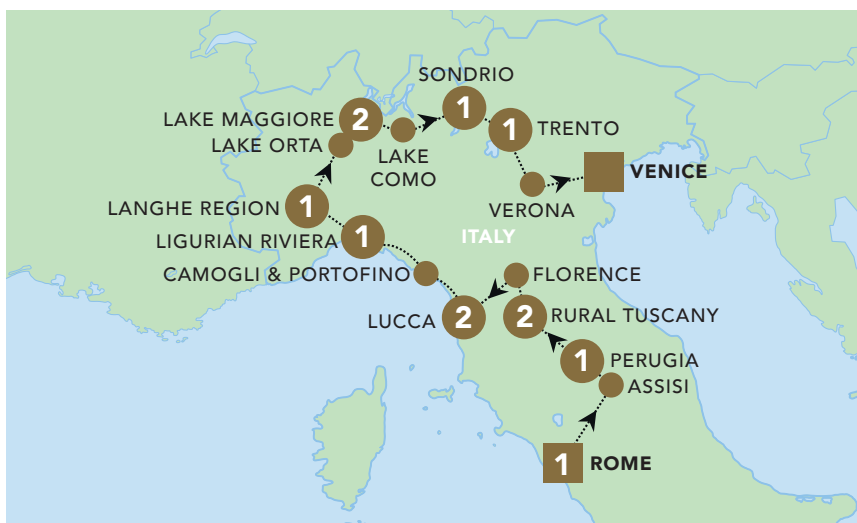 SONDRIO
1
LAKE MAGGIORE
2
1
TRENTO
LAKE ORTA
LAKE
COMO
VENICE
VERONA
LANGHE REGION
1
LIGURIAN RIVIERA
1
ITALY
CAMOGLI & PORTOFINO
FLORENCE
LUCCA
2
2
RURAL TUSCANY
1
PERUGIA
ASSISI
1
ROME